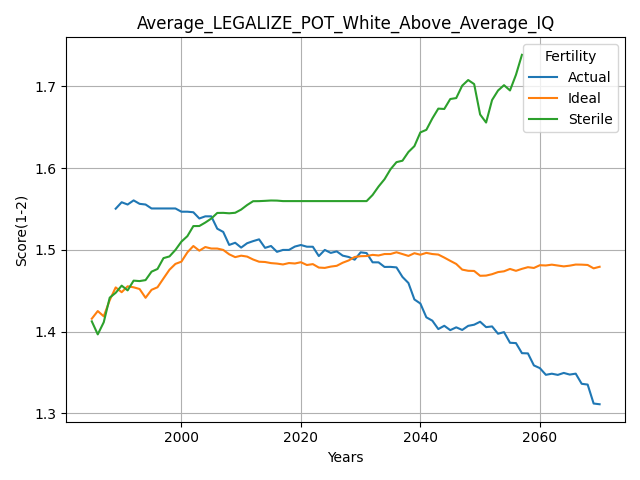 Average_LEGALIZE_POT_White_Above_Average_IQ
Fertility
Actual
Ideal
Sterile
Score(1-2)
1.7
1.6
1.5
1.4
1.3
2000 2020 2040 2060
Years